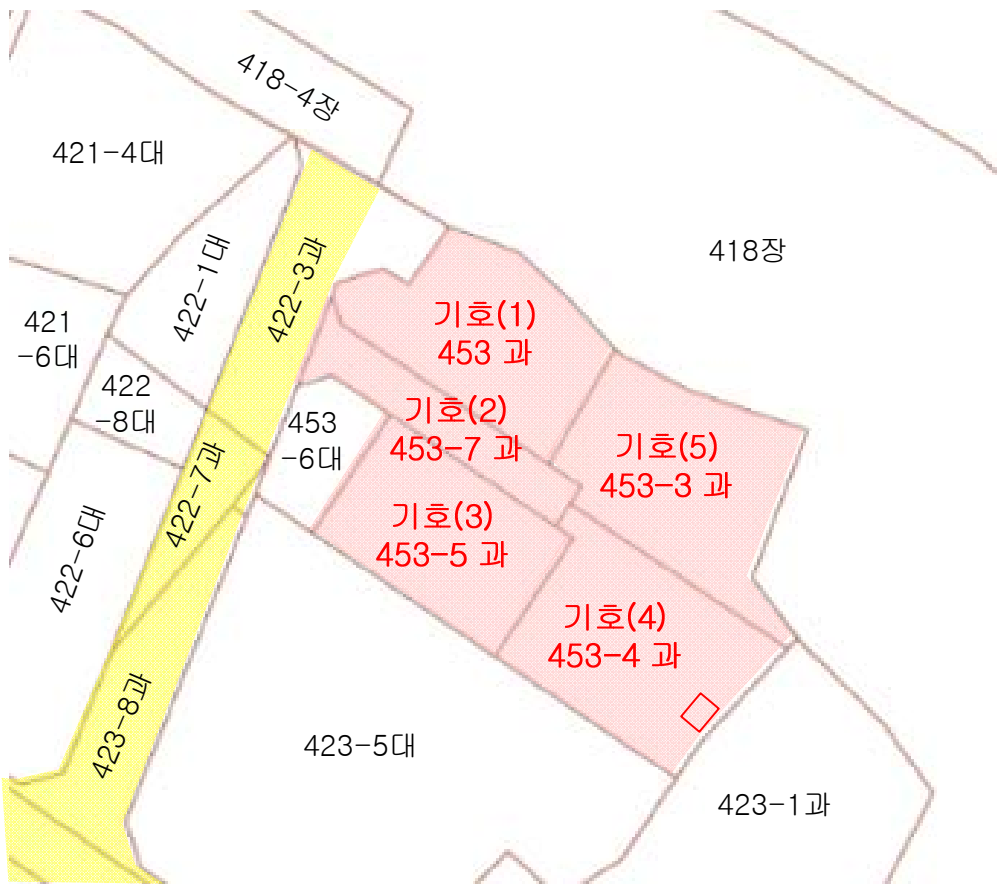 418-4장
421-4대
422-1대
422-3과
418장
421
-6대
422
-8대
기호(1)
453 과
기호(2)
453-7 과
453
-6대
기호(5)
453-3 과
422-7과
422-6대
기호(3)
453-5 과
기호(4)
453-4 과
423-8과
423-5대
423-1과